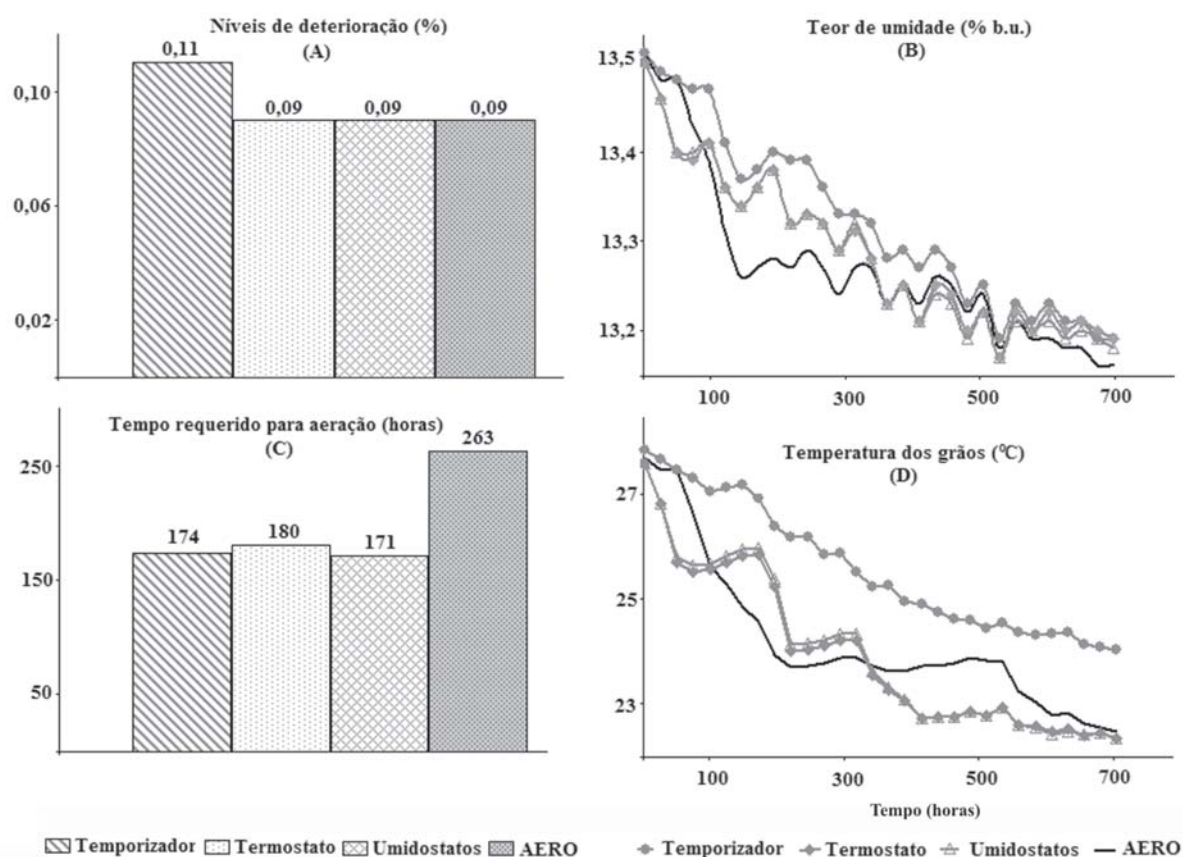 Níveis de deterioração (%)
(A)
0,11
0,09
0,09
0,09
0,10
0,06
0,02
Teor de umidade (% b.u.)
(B)
13,5
13,4
13,3
13,2
100
300
500
700
Tempo requerido para aeração (horas)
(C)
263
174
180
171
250
150
50
Temperatura dos grãos (⁰C)
(D)
27
25
23
100
300
500
700
Tempo (horas)
Temporizador Termostato Umidostatos AERO
Temporizador Termostato Umidostatos AERO